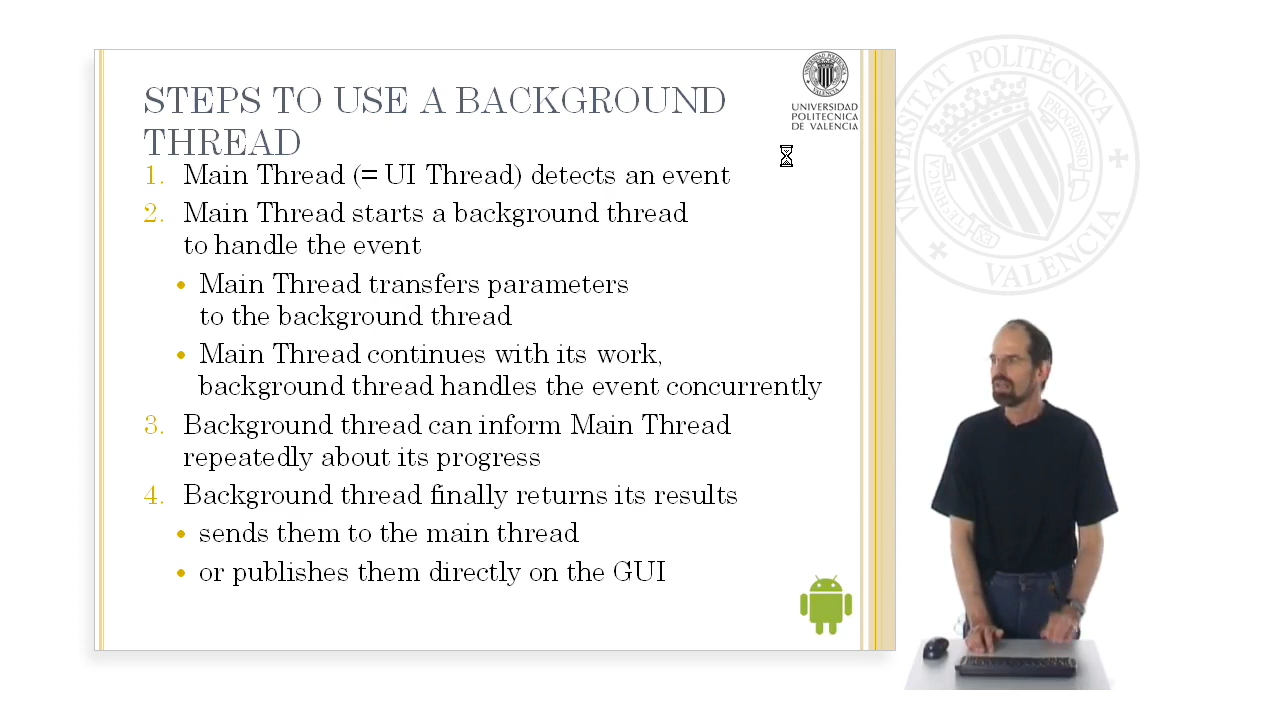 STEPS TO USE A BACKGROUND
THREAD
1. Main Thread (= UI Thread) detects an event
2. Main Thread starts a background thread
to handle the event
• Main Thread transfers parameters
to the background thread
• Main Thread continues with its work,
background thread handles the event concurrently
3. Background thread can inform Main Thread
repeatedly about its progress
4. Background thread finally returns its results
• sends them to the main thread
• or publishes them directly on the GUI
UNIVERSIDAD
POLITECNICA
DE VALENCIA
UNIVERSITAT POLITÈCNICA
VALÈNCIA